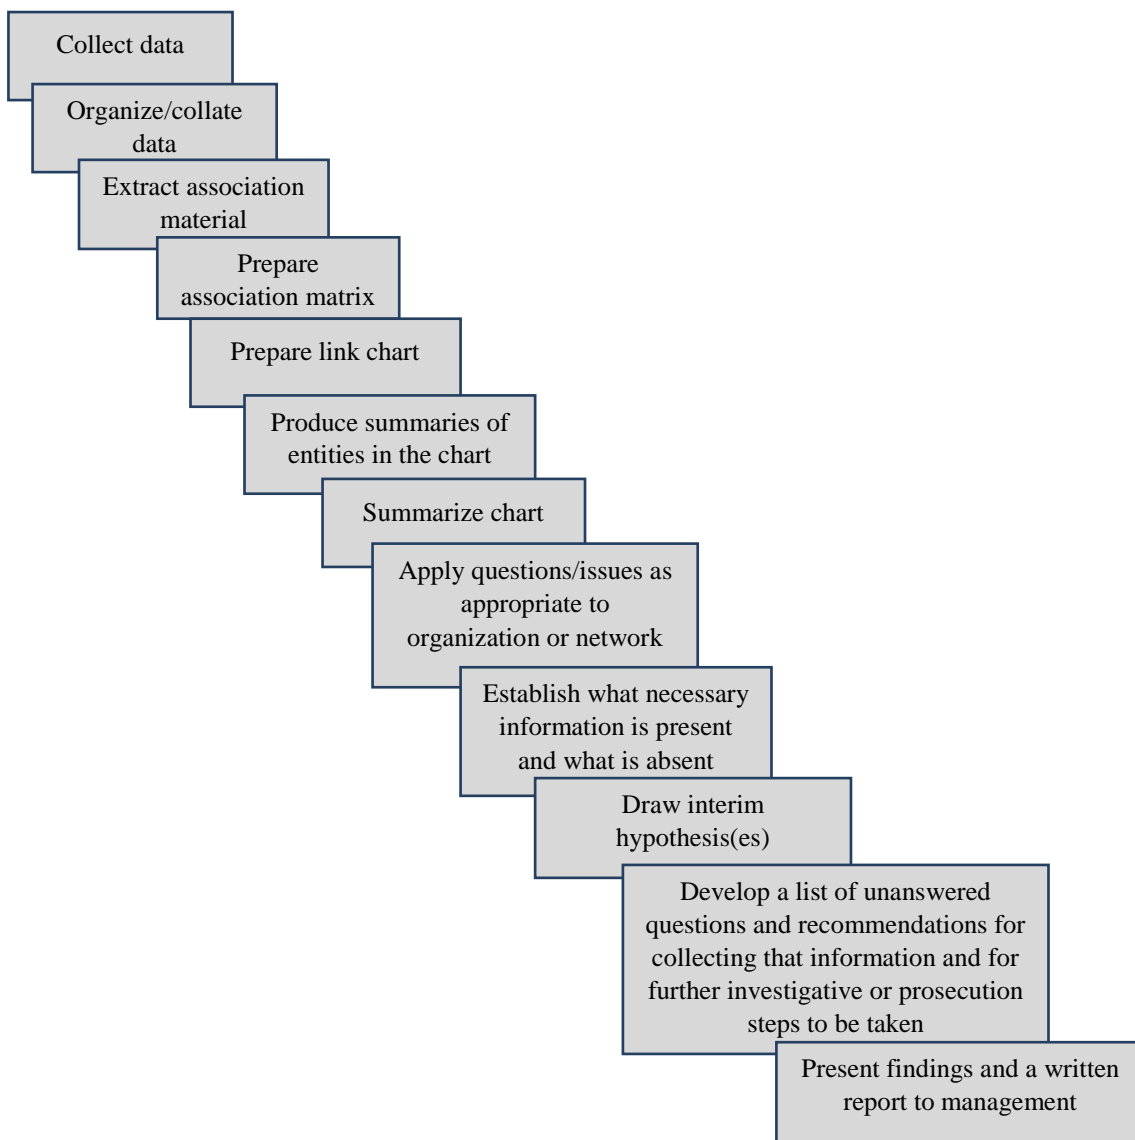 Collect data
Organize/collate
data
Extract association
material
Prepare
association matrix
Prepare link chart
Produce summaries of
entities in the chart
Summarize chart
Apply questions/issues as
appropriate to
organization or network
Establish what necessary
information is present
and what is absent
Draw interim
hypothesis(es)
Develop a list of unanswered
questions and recommendations for
collecting that information and for
further investigative or prosecution
steps to be taken
Present findings and a written
report to management